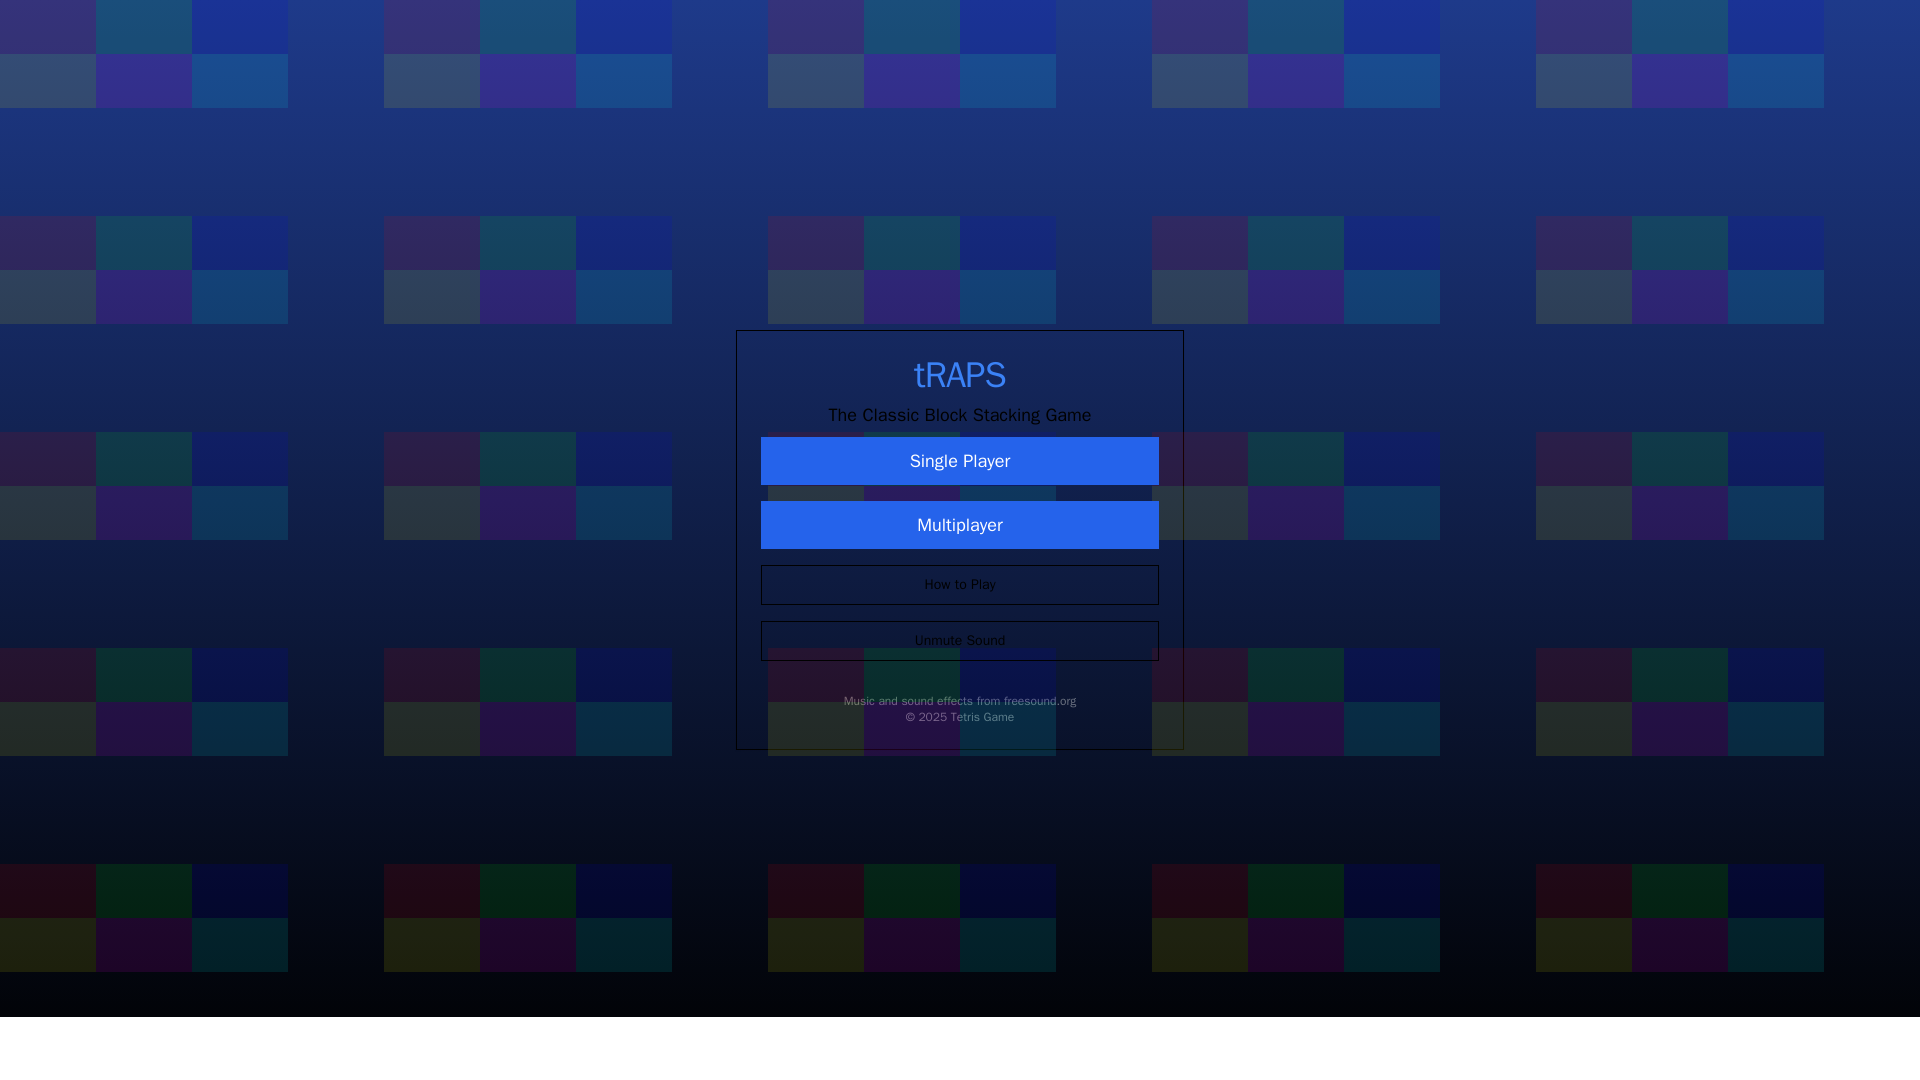 tRAPS
The Classic Block Stacking Game
Single Player
Multiplayer
How to Play
Unmute Sound
Music and sound effects from freesound.org
© 2025 Tetris Game